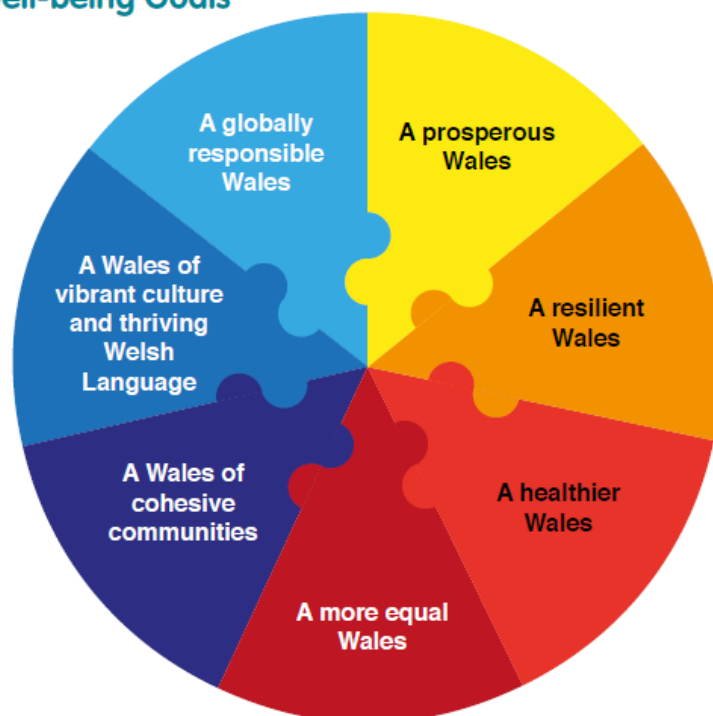 ell-being Goals
A globally
responsible
Wales
A prosperous
Wales
A Wales of
vibrant culture
and thriving
Welsh
Language
A resilient
Wales
A Wales of
cohesive
communities
A healthier
Wales
A more equal
Wales